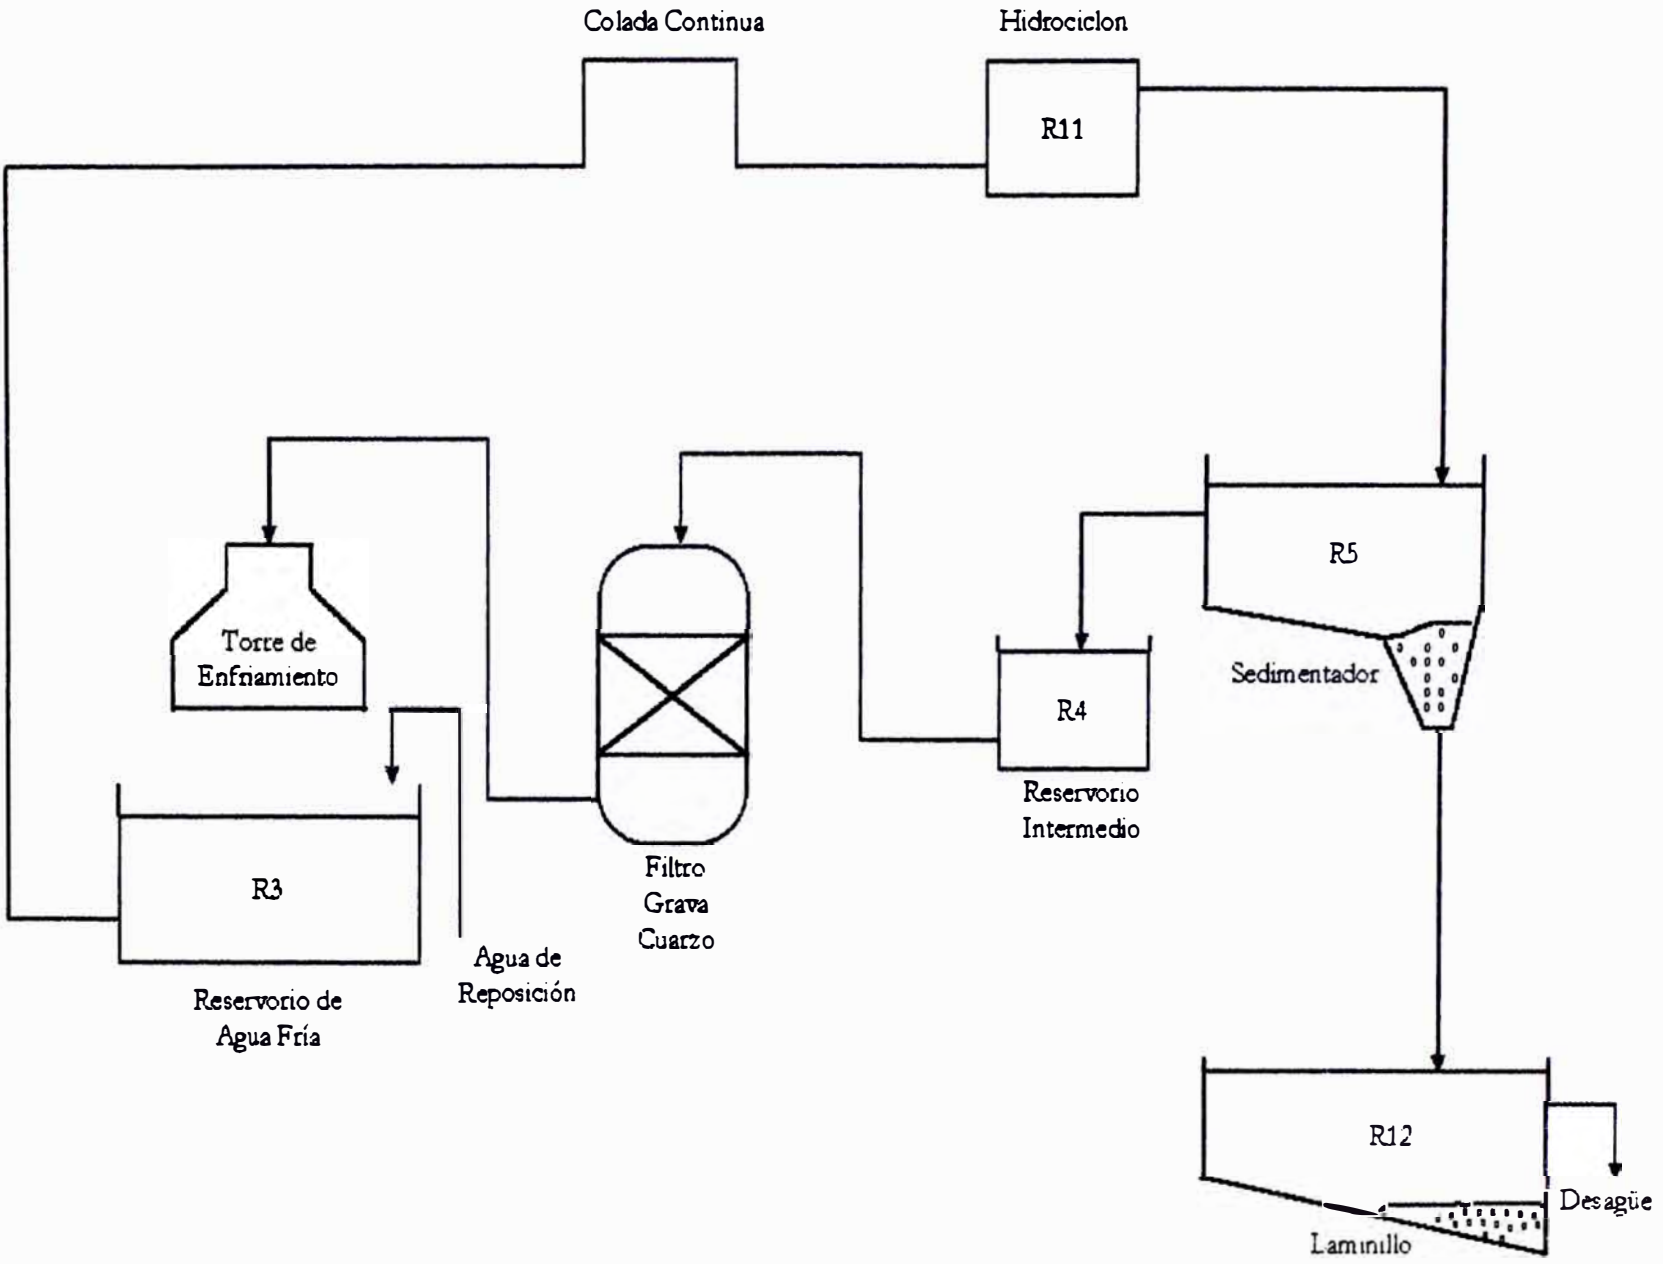 Colada Continua
Hidrociclon
R11
R5
Sedimentador
Torre de
Enfriamiento
R4
Reservorio
Intermedio
Filtro
Grava
Cuarzo
R3
Agua de
Reposición
Reservorio de
Agua Fría
R12
Desagüe
Laminillo